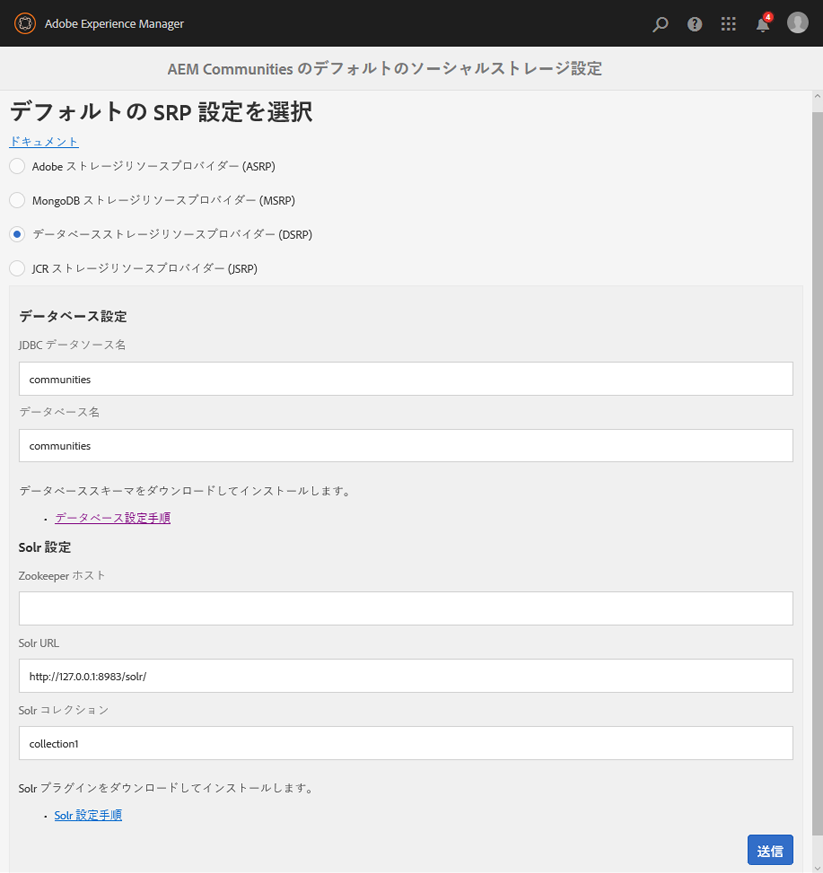 Adobe Experience Manager
4
AEM Communities のデフォルトのソーシャルストレージ設定
デフォルトの SRP 設定を選択
ドキュメント
Adobe ストレージリソースプロバイダー (ASRP)
MongoDB ストレージリソースプロバイダー (MSRP)
データベースストレージリソースプロバイダー (DSRP)
JCR ストレージリソースプロバイダー (JSRP)
データベース設定
JDBC データソース名
communities
データベース名
communities
データベーススキーマをダウンロードしてインストールします。
・ データベース設定手順
Solr 設定
Zookeeper ホスト
Solr URL
http://127.0.0.1:8983/solr/
Solr コレクション
collection1
Solr プラグインをダウンロードしてインストールします。
・ Solr 設定手順
送信